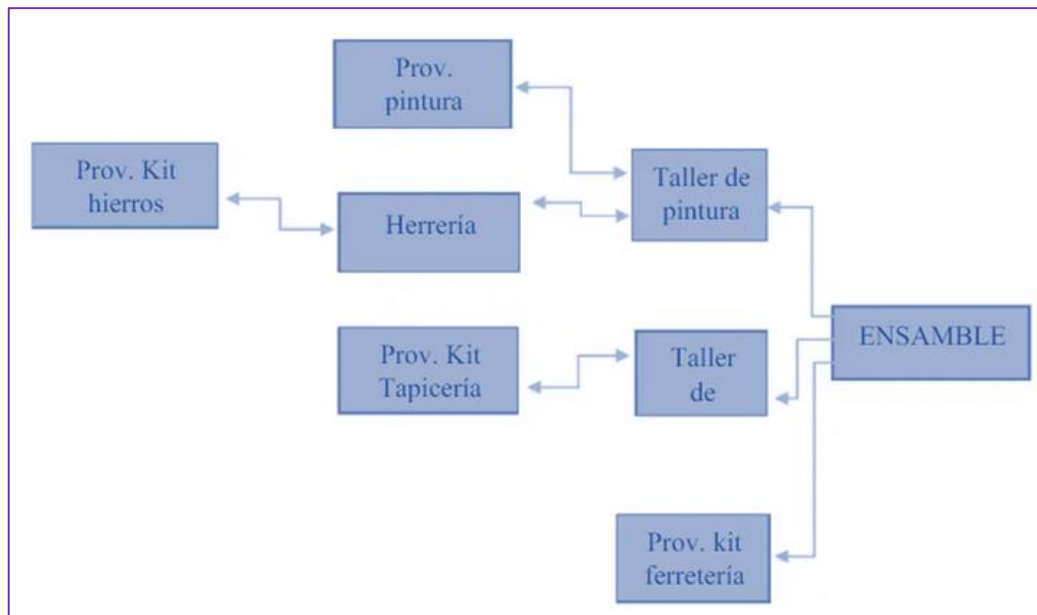 Prov.
pintura
Prov. Kit
hierros
Taller de
pintura
Herrería
ENSAMBLE
Prov. Kit
Tapicería
Taller
de
Prov. kit
ferretería